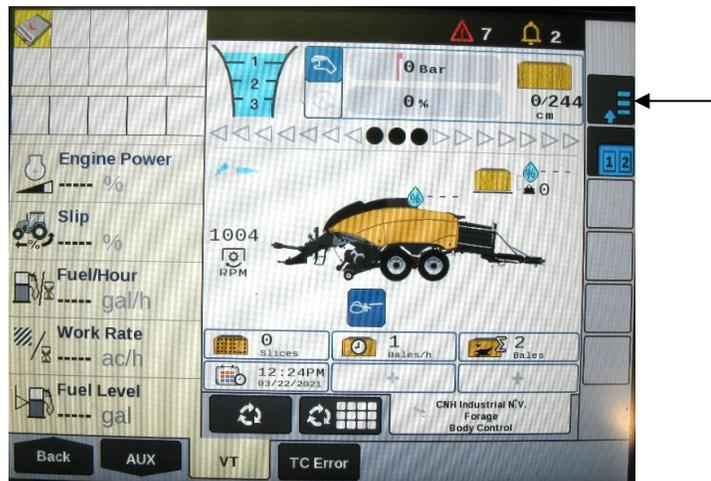 7 2
1
2
3
0 Bar
0 %
0/244
cm
1 2
Engine Power
---- %
Slip
---- %
Fuel/Hour
---- gal/h
Work Rate
---- ac/h
Fuel Level
---- gal
%
% ---
0
1004
RPM
0
Slices
1
Bales/h
Σ 2
Bales
12:24PM
03/22/2021
+ +
CNH Industrial N.V.
Forage
Body Control
Back AUX VT TC Error